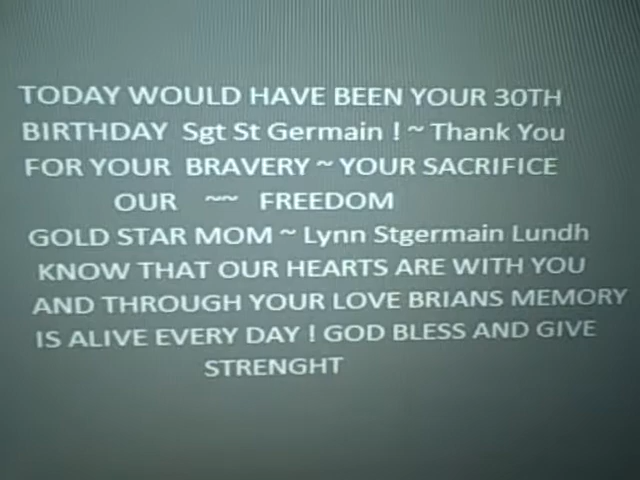 TODAY WOULD HAVE BEEN YOUR 30TH
BIRTHDAY Sgt St Germain ! ~ Thank You
FOR YOUR BRAVERY ~ YOUR SACRIFICE
OUR ~~ FREEDOM
GOLD STAR MOM ~ Lynn Stgermain Lundh
KNOW THAT OUR HEARTS ARE WITH YOU
AND THROUGH YOUR LOVE BRIANS MEMORY
IS ALIVE EVERY DAY ! GOD BLESS AND GIVE
STRENGHT